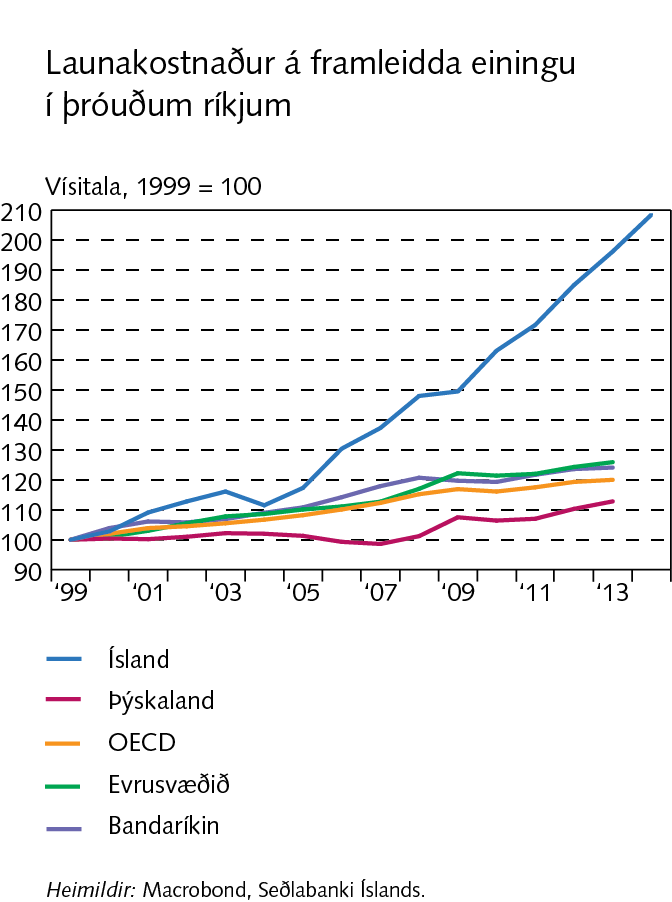 Launakostnaður á framleidda einingu
í þróuðum ríkjum
Vísitala, 1999 = 100
210
200
190
180
170
160
150
140
130
120
110
100
90
‘99 ‘01 ‘03 ‘05 ‘07 ‘09 ‘11 ‘13
Ísland
Þýskaland
OECD
Evrusvæðið
Bandaríkin
Heimildir: Macrobond, Seðlabanki Íslands.